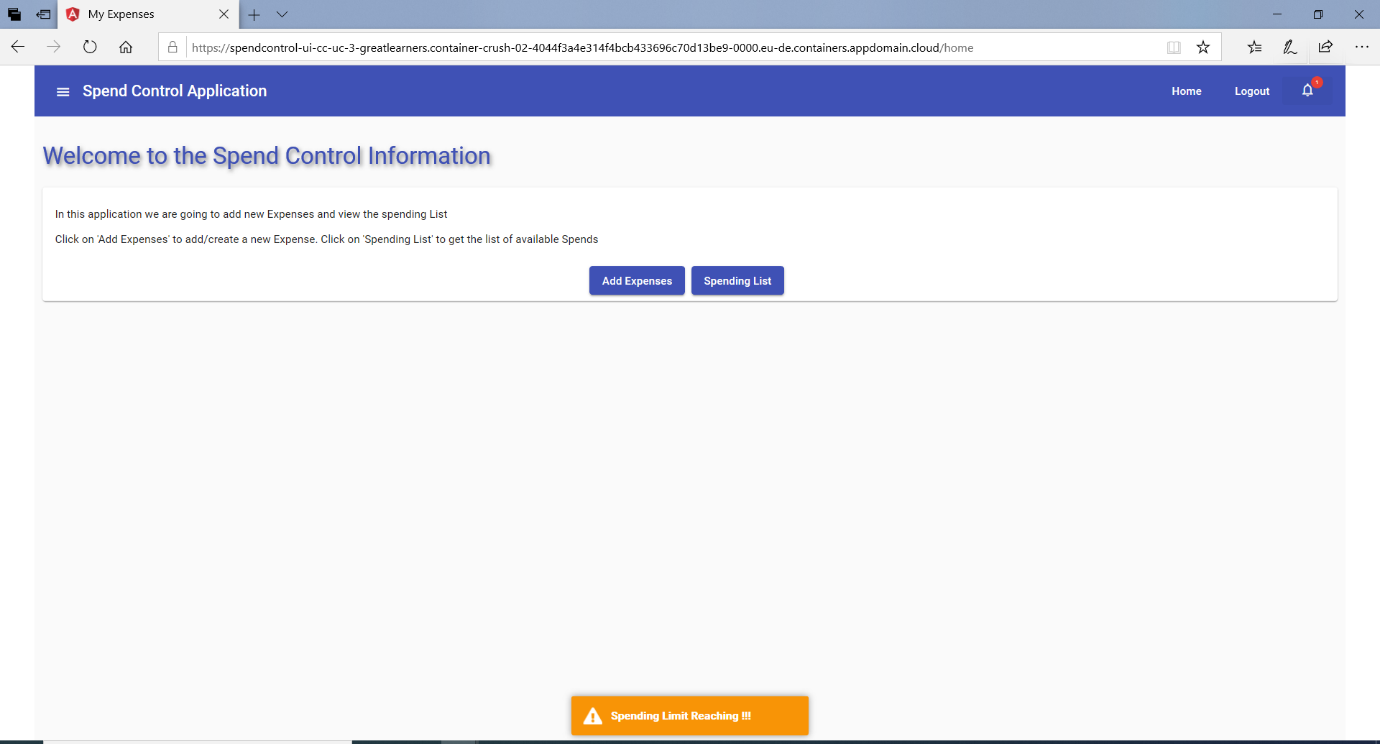 My Expenses
https://spendcontrol-ui-cc-uc-3-greatlearners.container-crush-02-4044f3a4e314f4bcb433696c70d13be9-0000.eu-de.containers.appdomain.cloud/home
Spend Control Application
Home
Logout
1
Welcome to the Spend Control Information
In this application we are going to add new Expenses and view the spending List
Click on 'Add Expenses' to add/create a new Expense. Click on 'Spending List' to get the list of available Spends
Add Expenses
Spending List
Spending Limit Reaching !!!